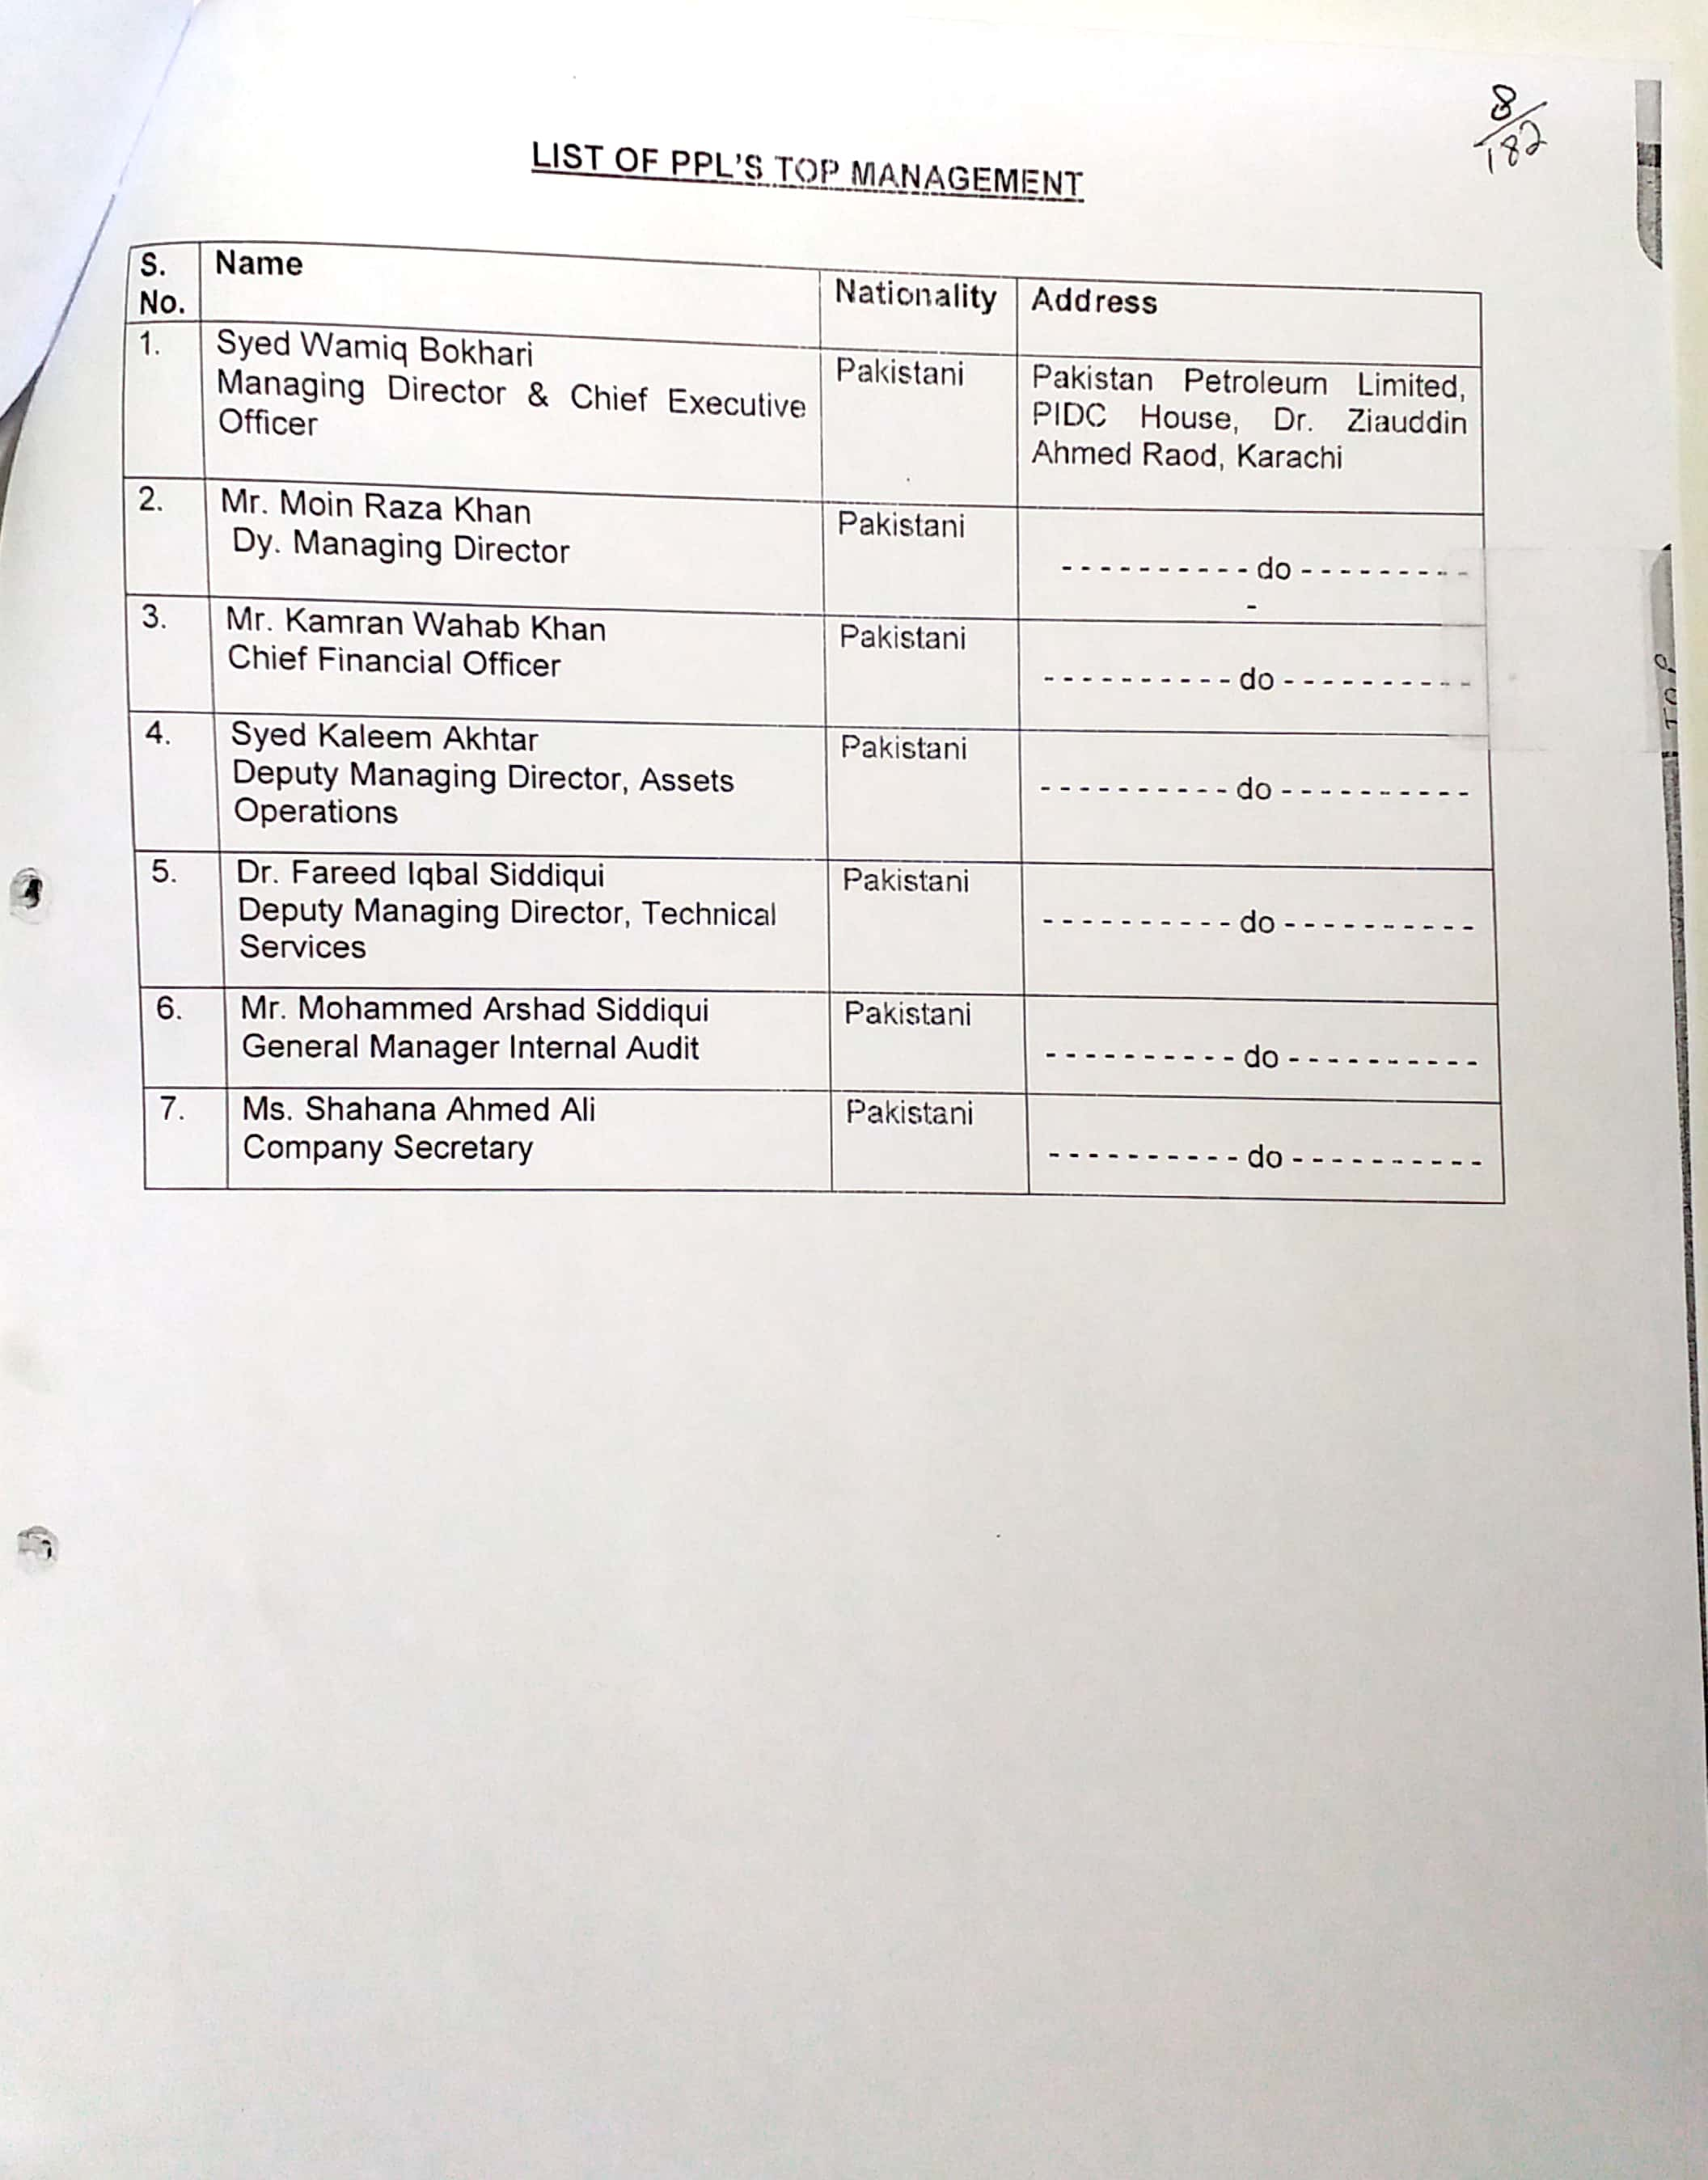 8/182
LIST OF PPL'S TOP MANAGEMENT
S. No. Name Nationality Address
1. Syed Wamiq Bokhari
Managing Director & Chief Executive
Officer
Pakistani
Pakistan Petroleum Limited,
PIDC House, Dr. Ziauddin
Ahmed Raod, Karachi
2. Mr. Moin Raza Khan
Dy. Managing Director
Pakistani
- - - - - - - - - - do - - - - - - - - -
-
3. Mr. Kamran Wahab Khan
Chief Financial Officer
Pakistani
- - - - - - - - - - do - - - - - - - - - -
4. Syed Kaleem Akhtar
Deputy Managing Director, Assets
Operations
Pakistani
- - - - - - - - - - do - - - - - - - - - -
5. Dr. Fareed Iqbal Siddiqui
Deputy Managing Director, Technical
Services
Pakistani
- - - - - - - - - - do - - - - - - - - - -
6. Mr. Mohammed Arshad Siddiqui
General Manager Internal Audit
Pakistani
- - - - - - - - - - do - - - - - - - - - -
7. Ms. Shahana Ahmed Ali
Company Secretary
Pakistani
- - - - - - - - - - do - - - - - - - - - -
TOP